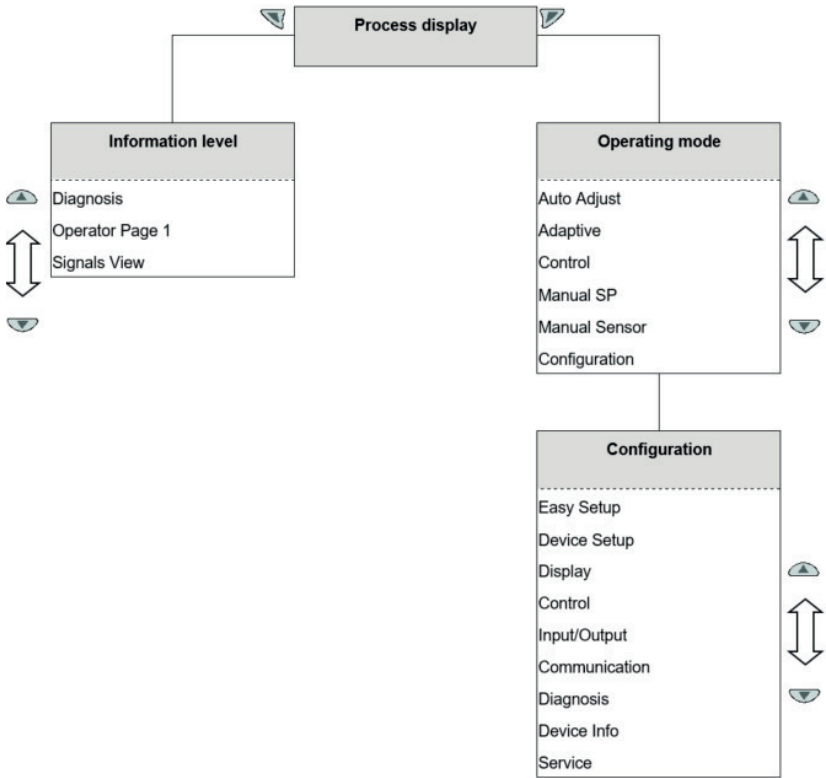 Process display
Information level
Diagnosis
Operator Page 1
Signals View
Operating mode
Auto Adjust
Adaptive
Control
Manual SP
Manual Sensor
Configuration
Configuration
Easy Setup
Device Setup
Display
Control
Input/Output
Communication
Diagnosis
Device Info
Service